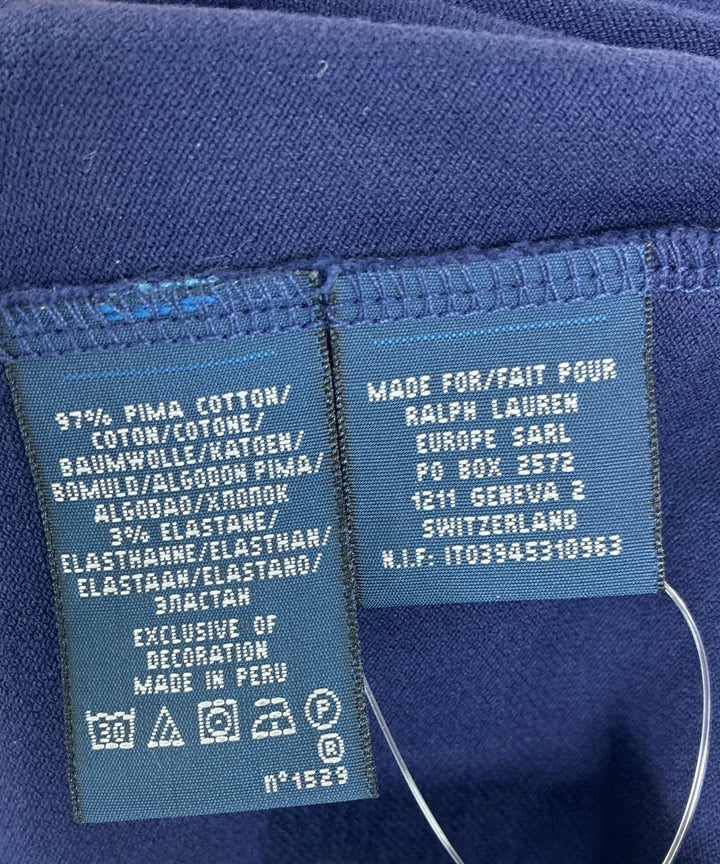 97% PIMA COTTON/
COTON/COTONE/
BAUMWOLLE/KATOEN/
BOMULD/ALGODON PIMA/
ALGODAO/ХЛОПОК
3% ELASTANE/
ELASTHANNE/ELASTHAN/
ELASTAAN/ELASTANO/
ЭЛАСТАН
EXCLUSIVE OF
DECORATION
MADE IN PERU
30
P
R
nº1529
MADE FOR/FAIT POUR
RALPH LAUREN
EUROPE SARL
PO BOX 2572
1211 GENEVA 2
SWITZERLAND
N.I.F. IT03945310963